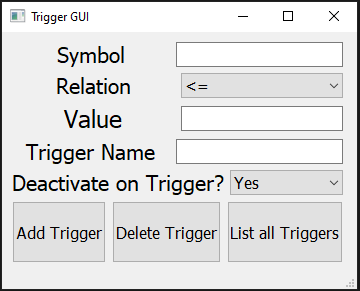 Trigger GUI
Symbol
Relation <=
Value
Trigger Name
Deactivate on Trigger? Yes
Add Trigger Delete Trigger List all Triggers